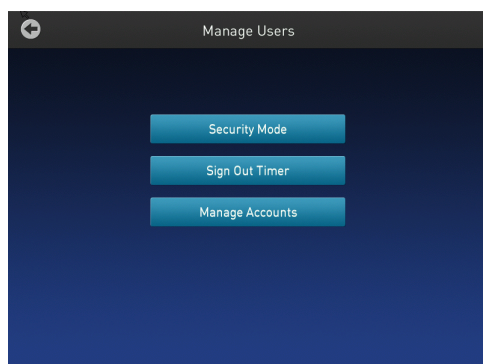 Manage Users
Security Mode
Sign Out Timer
Manage Accounts